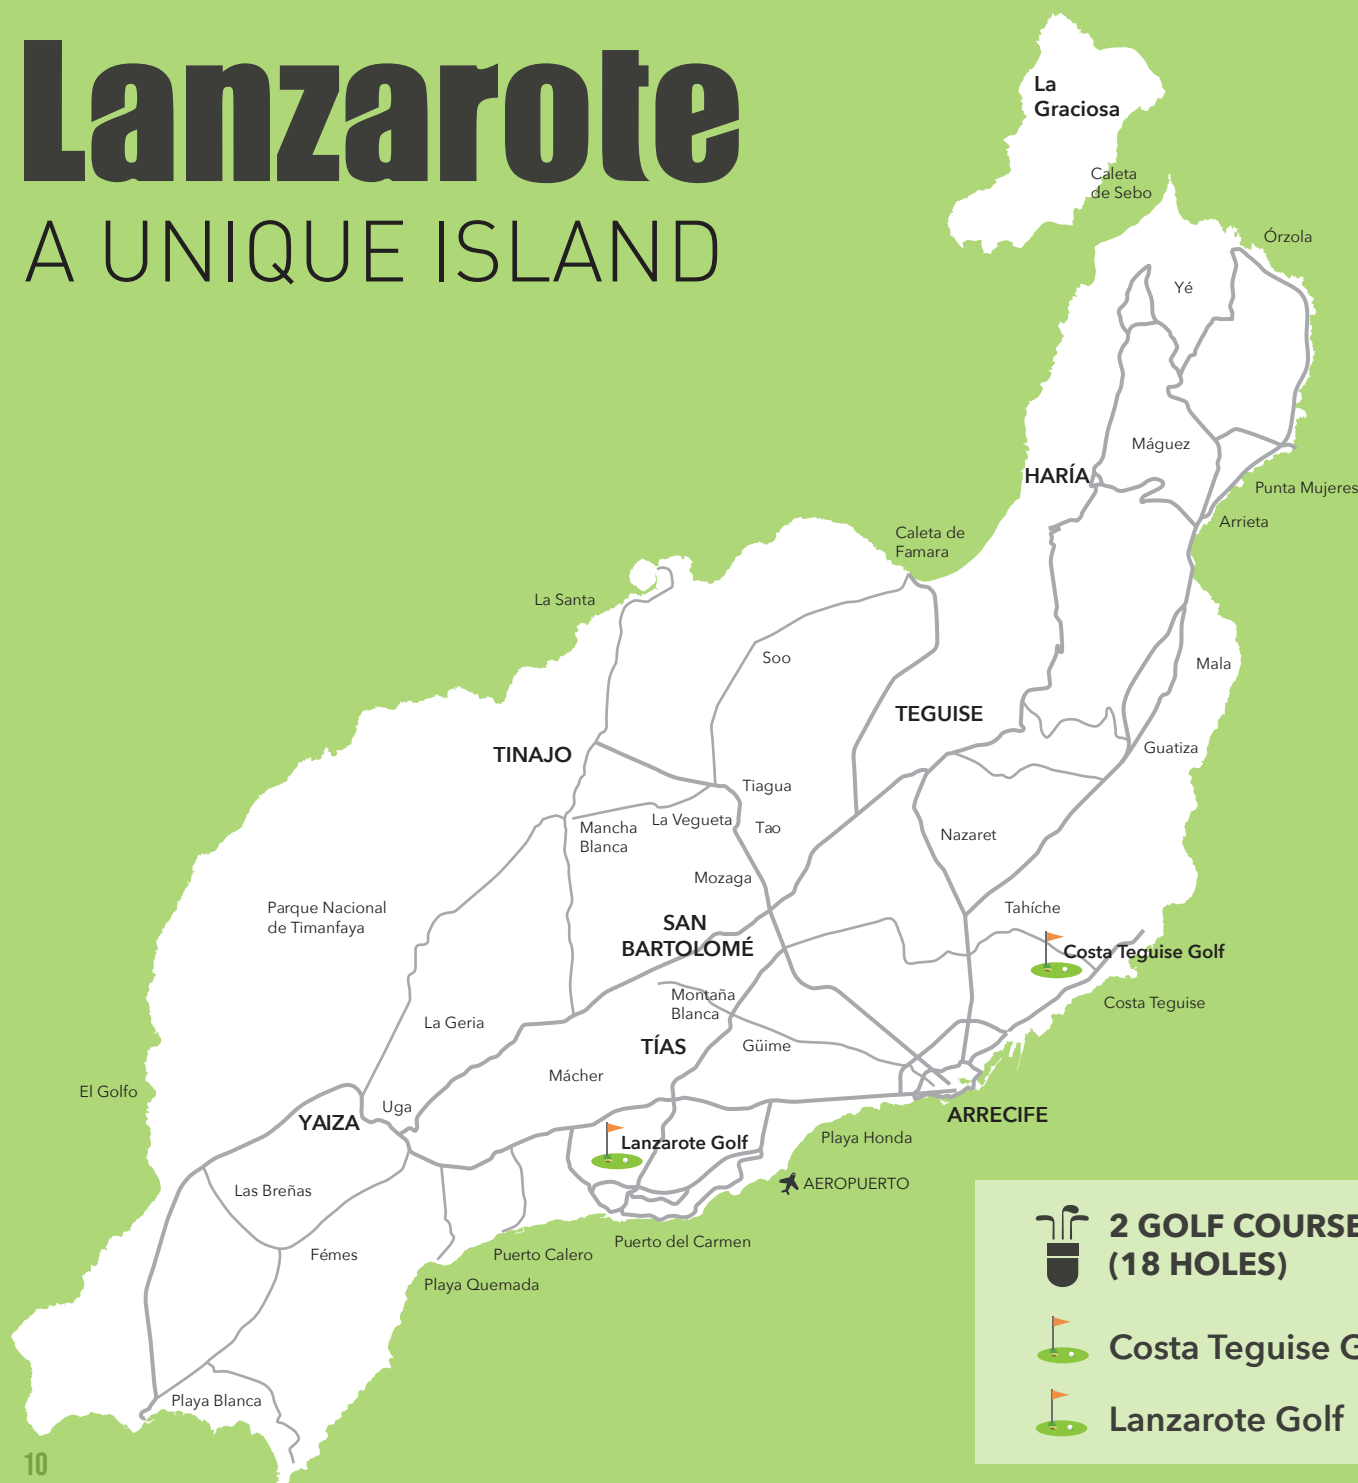 Lanzarote
A UNIQUE ISLAND
La
Graciosa
Caleta
de Sebo
Órzola
Yé
Máguez
HARÍA
Punta Mujeres
Arrieta
Caleta de
Famara
La Santa
Soo
Mala
TEGUISE
Guatiza
TINAJO
Tiagua
La Vegueta
Tao
Mancha
Blanca
Nazaret
Mozaga
Parque Nacional
de Timanfaya
Tahíche
SAN
BARTOLOMÉ
Costa Teguise Golf
Montaña
Blanca
Costa Teguise
La Geria
TÍAS
Güime
Mácher
El Golfo
Uga
YAIZA
ARRECIFE
Lanzarote Golf
Playa Honda
AEROPUERTO
Las Breñas
Fémes
Puerto Calero
Puerto del Carmen
Playa Quemada
Playa Blanca
2 GOLF COURSE
(18 HOLES)
Costa Teguise G
Lanzarote Golf
10